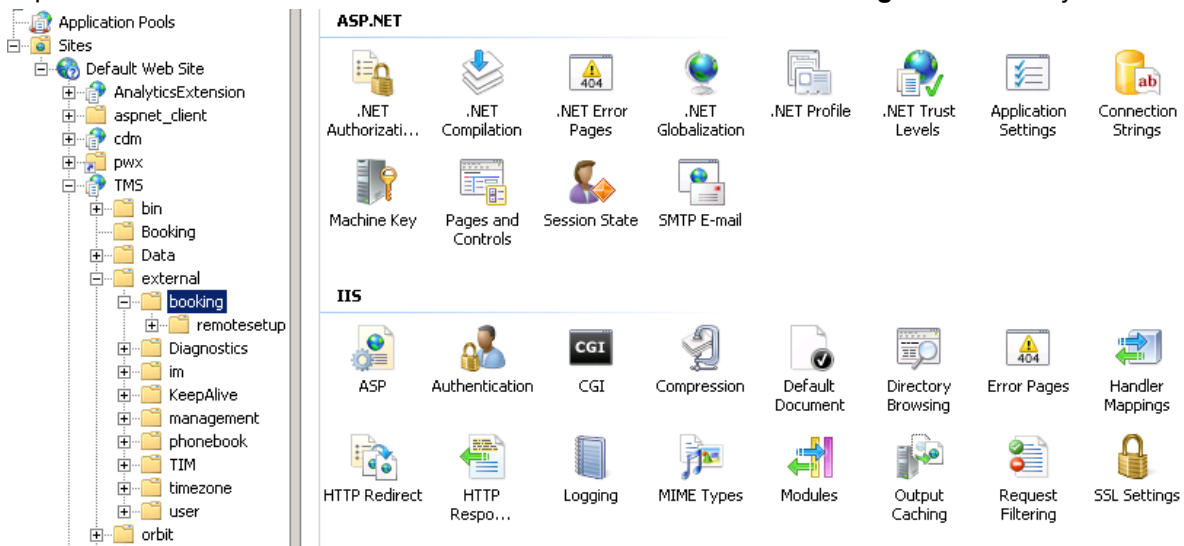 Application Pools
Sites
Default Web Site
AnalyticsExtension
aspnet_client
cdm
pwx
TMS
bin
Booking
Data
external
booking
remotesetup
Diagnostics
im
KeepAlive
management
phonebook
TIM
timezone
user
orbit
ASP.NET
404
ab
.NET Authorizati...
.NET Compilation
.NET Error Pages
.NET Globalization
.NET Profile
.NET Trust Levels
Application Settings
Connection Strings
Machine Key
Pages and Controls
Session State
SMTP E-mail
IIS
CGI
404
ASP
Authentication
CGI
Compression
Default Document
Directory Browsing
Error Pages
Handler Mappings
HTTP Redirect
HTTP Respo...
Logging
MIME Types
Modules
Output Caching
Request Filtering
SSL Settings